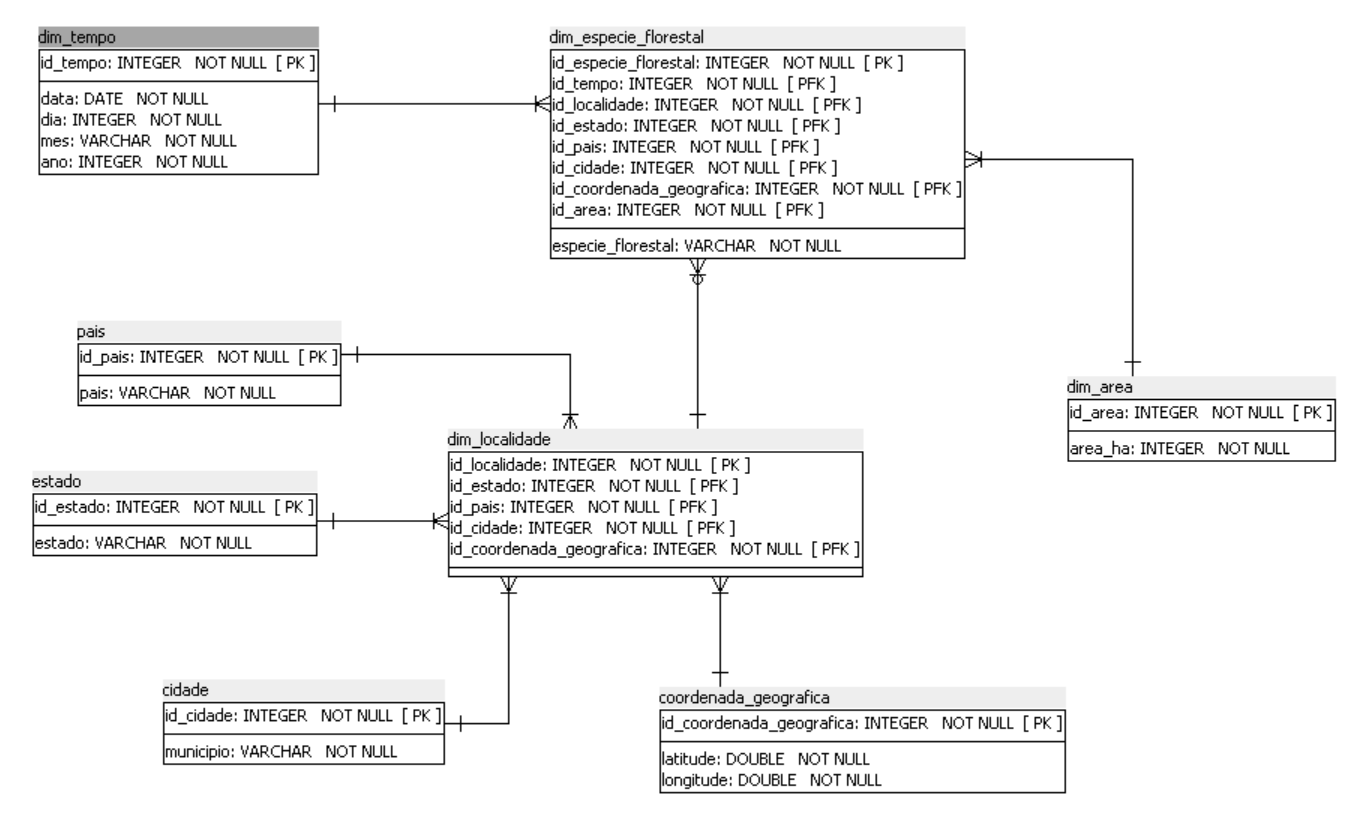 dim_tempo
id_tempo: INTEGER NOT NULL [ PK ]
data: DATE NOT NULL
dia: INTEGER NOT NULL
mes: VARCHAR NOT NULL
ano: INTEGER NOT NULL
dim_especie_florestal
id_especie_florestal: INTEGER NOT NULL [ PK ]
id_tempo: INTEGER NOT NULL [ PFK ]
id_localidade: INTEGER NOT NULL [ PFK ]
id_estado: INTEGER NOT NULL [ PFK ]
id_pais: INTEGER NOT NULL [ PFK ]
id_cidade: INTEGER NOT NULL [ PFK ]
id_coordenada_geografica: INTEGER NOT NULL [ PFK ]
id_area: INTEGER NOT NULL [ PFK ]
especie_florestal: VARCHAR NOT NULL
pais
id_pais: INTEGER NOT NULL [ PK ]
pais: VARCHAR NOT NULL
dim_area
id_area: INTEGER NOT NULL [ PK ]
area_ha: INTEGER NOT NULL
dim_localidade
id_localidade: INTEGER NOT NULL [ PK ]
id_estado: INTEGER NOT NULL [ PFK ]
id_pais: INTEGER NOT NULL [ PFK ]
id_cidade: INTEGER NOT NULL [ PFK ]
id_coordenada_geografica: INTEGER NOT NULL [ PFK ]
estado
id_estado: INTEGER NOT NULL [ PK ]
estado: VARCHAR NOT NULL
cidade
id_cidade: INTEGER NOT NULL [ PK ]
municipio: VARCHAR NOT NULL
coordenada_geografica
id_coordenada_geografica: INTEGER NOT NULL [ PK ]
latitude: DOUBLE NOT NULL
longitude: DOUBLE NOT NULL